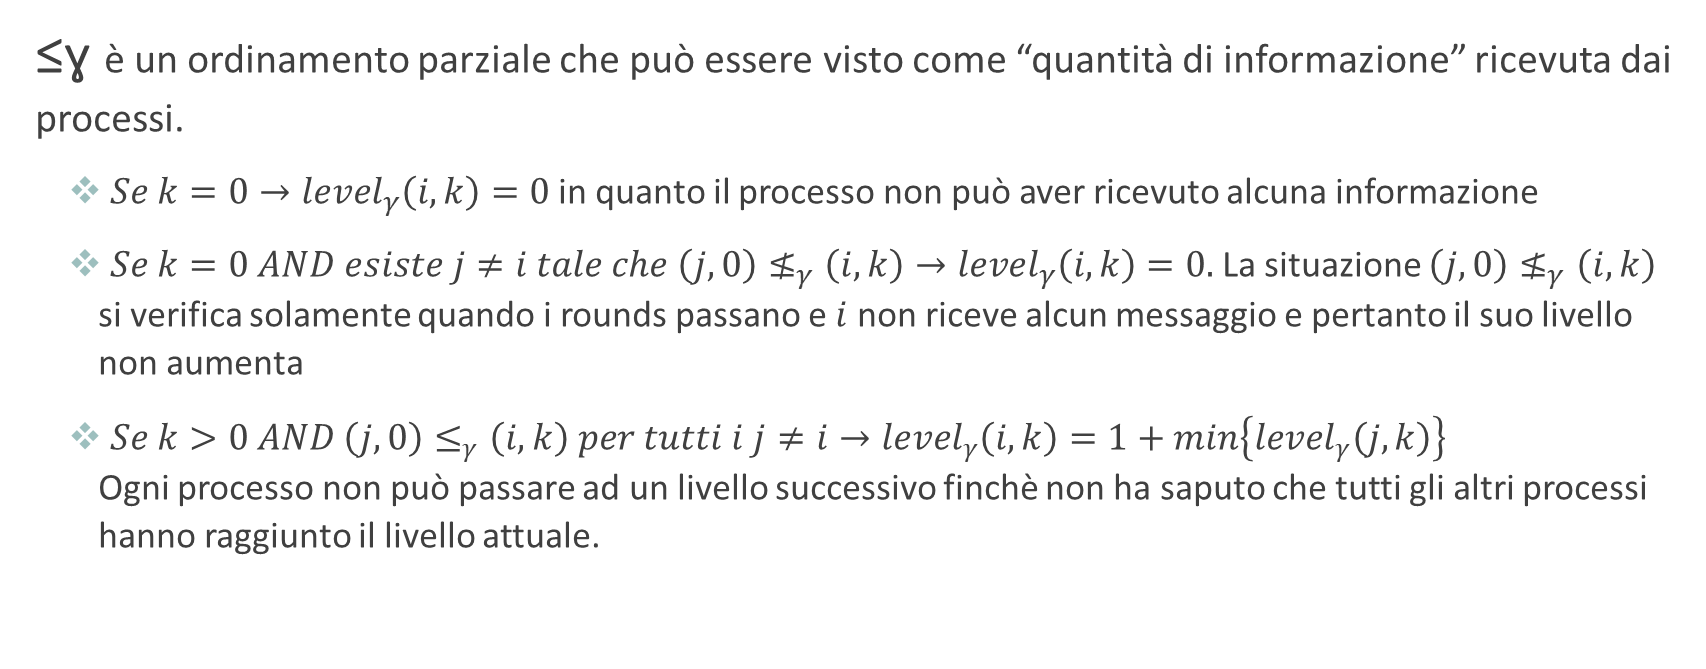 ≤γ è un ordinamento parziale che può essere visto come “quantità di informazione” ricevuta dai
processi.
❖ Se k = 0 → level_γ(i, k) = 0 in quanto il processo non può aver ricevuto alcuna informazione
❖ Se k = 0 AND esiste j ≠ i tale che (j, 0) ≰_γ (i, k) → level_γ(i, k) = 0. La situazione (j, 0) ≰_γ (i, k)
si verifica solamente quando i rounds passano e i non riceve alcun messaggio e pertanto il suo livello
non aumenta
❖ Se k > 0 AND (j, 0) ≤_γ (i, k) per tutti i j ≠ i → level_γ(i, k) = 1 + min{level_γ(j, k)}
Ogni processo non può passare ad un livello successivo finchè non ha saputo che tutti gli altri processi
hanno raggiunto il livello attuale.